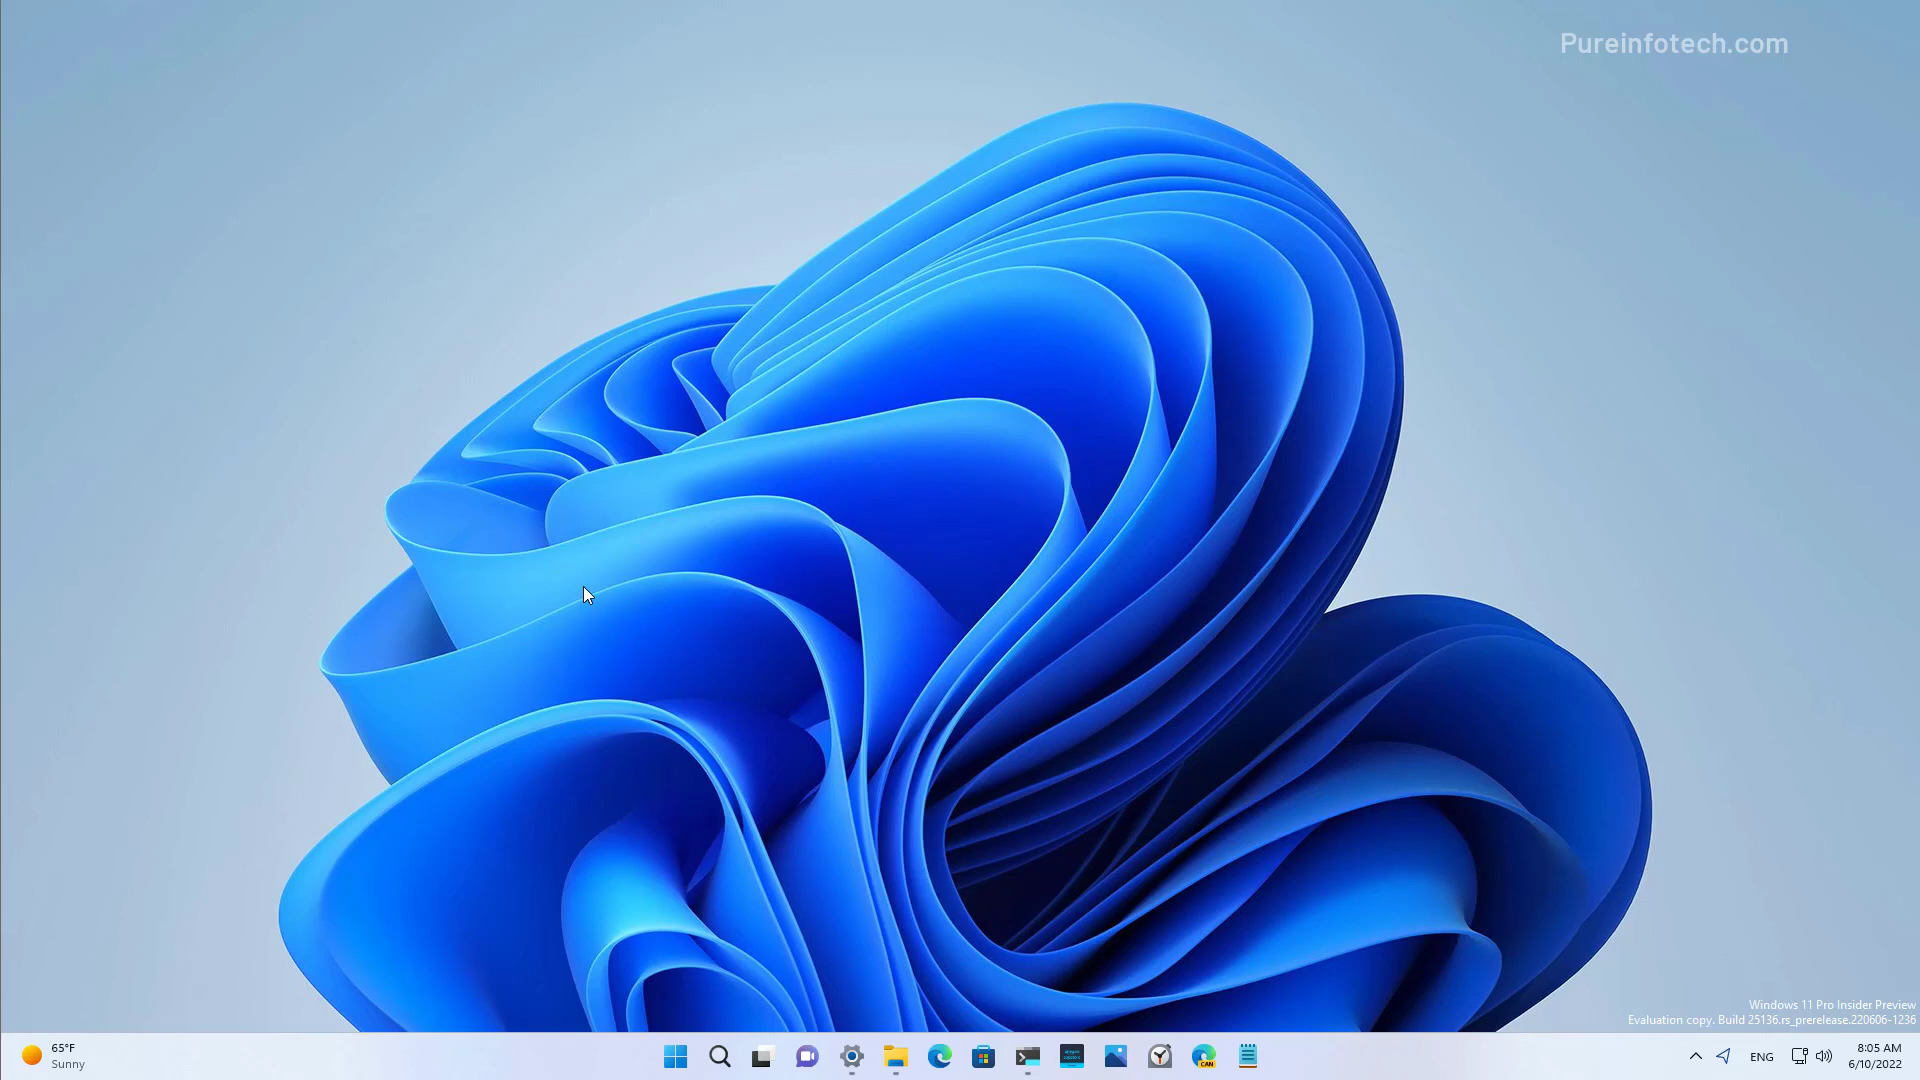 Pureinfotech.com
Windows 11 Pro Insider Preview
Evaluation copy. Build 25136.rs_prerelease.220606-1236
65°F
Sunny
CAN
ENG
8:05 AM
6/10/2022